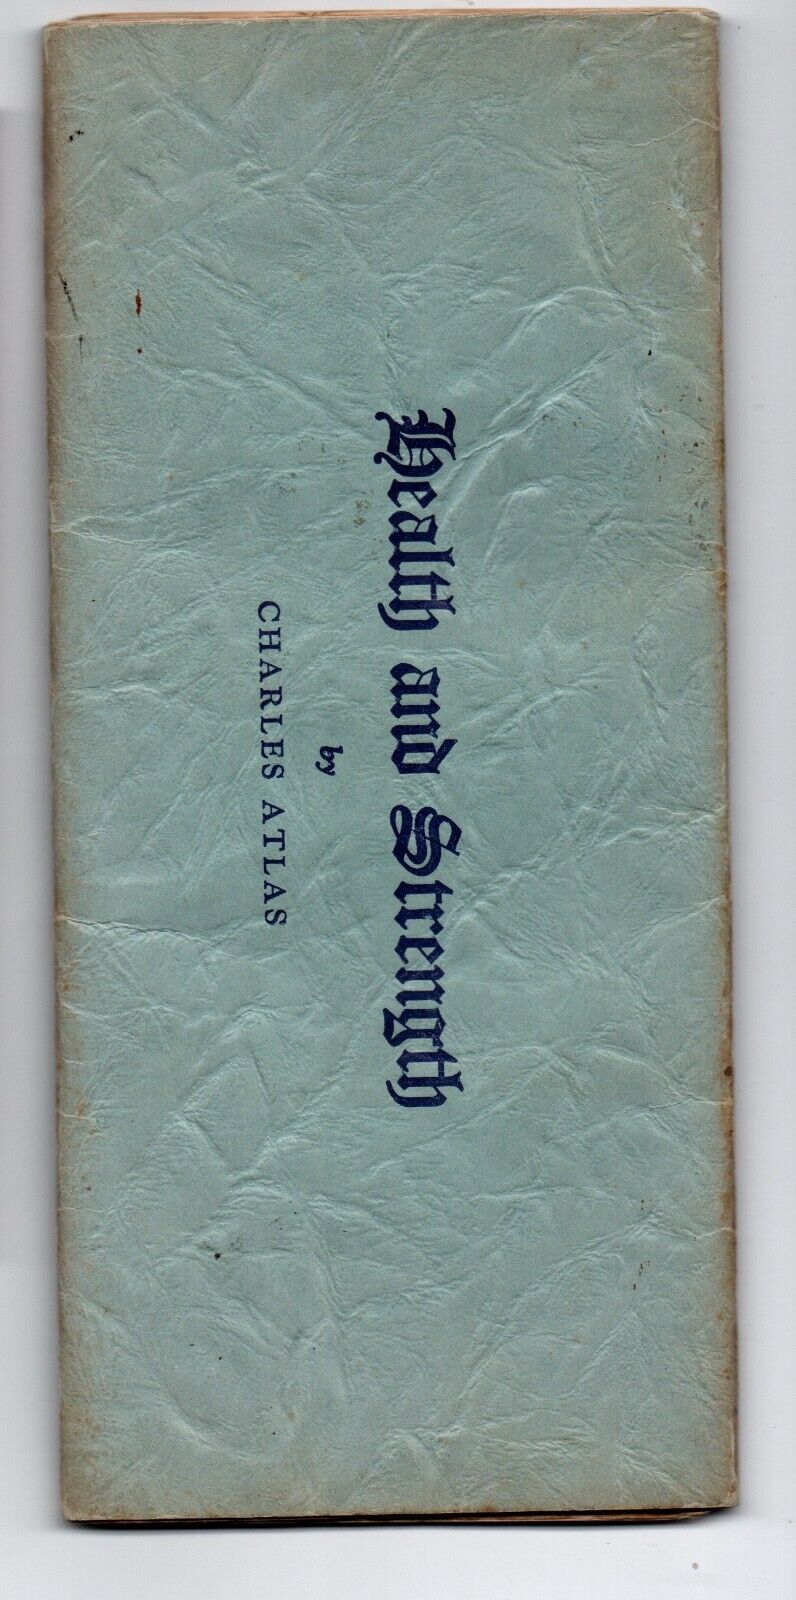 Health and Strength
by
CHARLES ATLAS